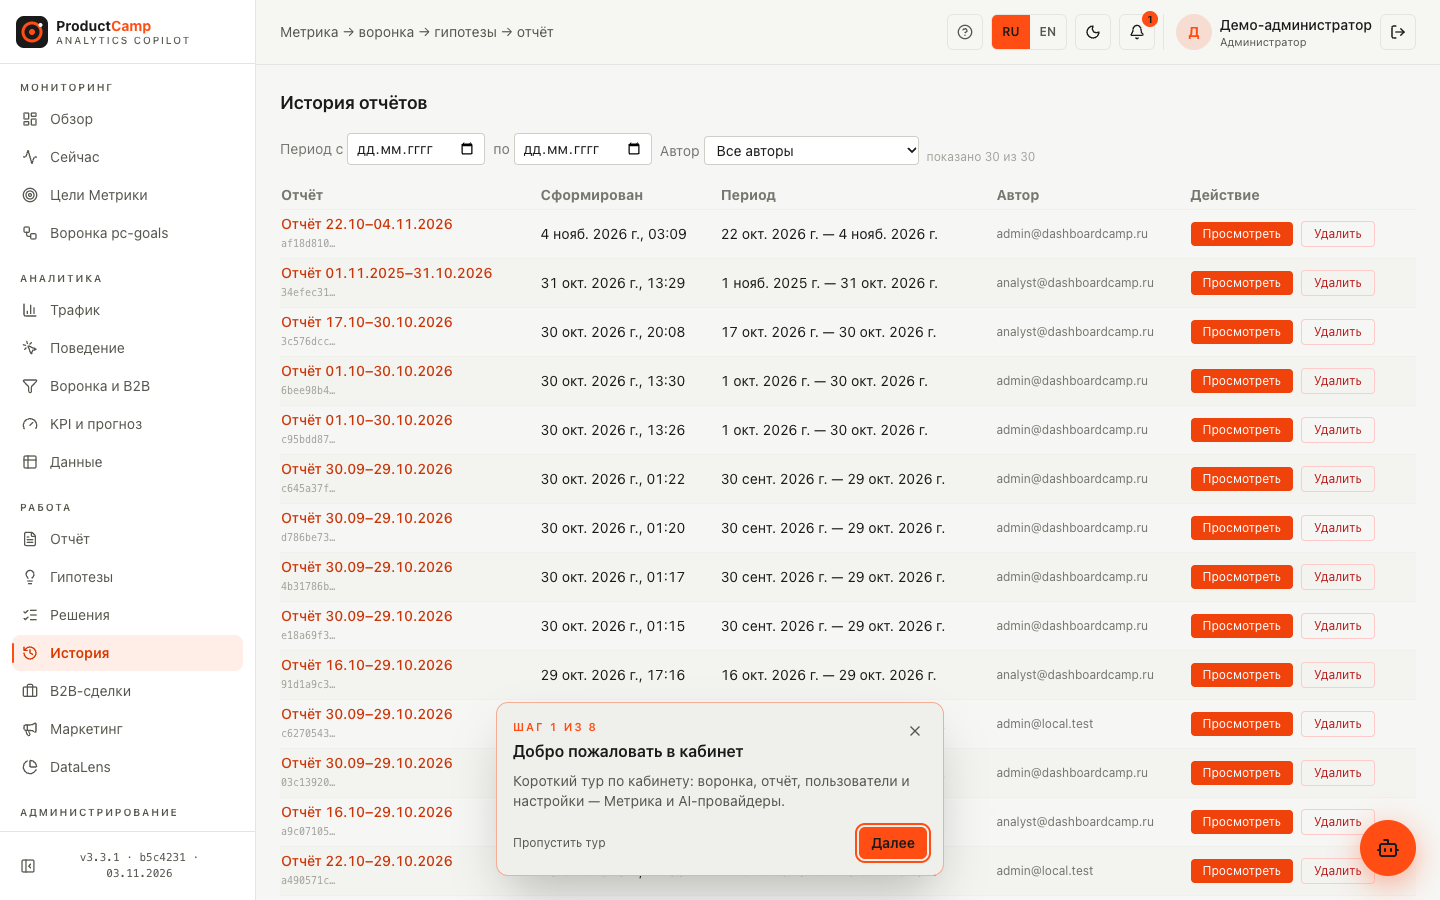 ProductCamp
ANALYTICS COPILOT
Метрика → воронка → гипотезы → отчёт
RU EN
1
Д
Демо-администратор
Администратор
МОНИТОРИНГ
Обзор
Сейчас
Цели Метрики
Воронка pc-goals
АНАЛИТИКА
Трафик
Поведение
Воронка и B2B
KPI и прогноз
Данные
РАБОТА
Отчёт
Гипотезы
Решения
История
B2B-сделки
Маркетинг
DataLens
АДМИНИСТРИРОВАНИЕ
v3.3.1 · b5c4231 ·
03.11.2026
История отчётов
Период с дд.мм.гггг по дд.мм.гггг Автор Все авторы показано 30 из 30
Отчёт Сформирован Период Автор Действие
Отчёт 22.10–04.11.2026
af18d810… 4 нояб. 2026 г., 03:09 22 окт. 2026 г. — 4 нояб. 2026 г. admin@dashboardcamp.ru Просмотреть Удалить
Отчёт 01.11.2025–31.10.2026
34efec31… 31 окт. 2026 г., 13:29 1 нояб. 2025 г. — 31 окт. 2026 г. analyst@dashboardcamp.ru Просмотреть Удалить
Отчёт 17.10–30.10.2026
3c576dcc… 30 окт. 2026 г., 20:08 17 окт. 2026 г. — 30 окт. 2026 г. analyst@dashboardcamp.ru Просмотреть Удалить
Отчёт 01.10–30.10.2026
6bee98b4… 30 окт. 2026 г., 13:30 1 окт. 2026 г. — 30 окт. 2026 г. admin@dashboardcamp.ru Просмотреть Удалить
Отчёт 01.10–30.10.2026
c95bdd87… 30 окт. 2026 г., 13:26 1 окт. 2026 г. — 30 окт. 2026 г. admin@dashboardcamp.ru Просмотреть Удалить
Отчёт 30.09–29.10.2026
c645a37f… 30 окт. 2026 г., 01:22 30 сент. 2026 г. — 29 окт. 2026 г. admin@dashboardcamp.ru Просмотреть Удалить
Отчёт 30.09–29.10.2026
d786be73… 30 окт. 2026 г., 01:20 30 сент. 2026 г. — 29 окт. 2026 г. admin@dashboardcamp.ru Просмотреть Удалить
Отчёт 30.09–29.10.2026
4b31786b… 30 окт. 2026 г., 01:17 30 сент. 2026 г. — 29 окт. 2026 г. admin@dashboardcamp.ru Просмотреть Удалить
Отчёт 30.09–29.10.2026
e18a69f3… 30 окт. 2026 г., 01:15 30 сент. 2026 г. — 29 окт. 2026 г. admin@dashboardcamp.ru Просмотреть Удалить
Отчёт 16.10–29.10.2026
91d1a9c3… 29 окт. 2026 г., 17:16 16 окт. 2026 г. — 29 окт. 2026 г. analyst@dashboardcamp.ru Просмотреть Удалить
Отчёт 30.09–29.10.2026
c6270543… admin@local.test Просмотреть Удалить
Отчёт 30.09–29.10.2026
03c13920… admin@dashboardcamp.ru Просмотреть Удалить
Отчёт 16.10–29.10.2026
a9c07105… analyst@dashboardcamp.ru Просмотреть Удалить
Отчёт 22.10–29.10.2026
a490571c… admin@local.test Просмотреть Удалить
ШАГ 1 ИЗ 8
Добро пожаловать в кабинет
Короткий тур по кабинету: воронка, отчёт, пользователи и
настройки — Метрика и AI-провайдеры.
Пропустить тур Далее